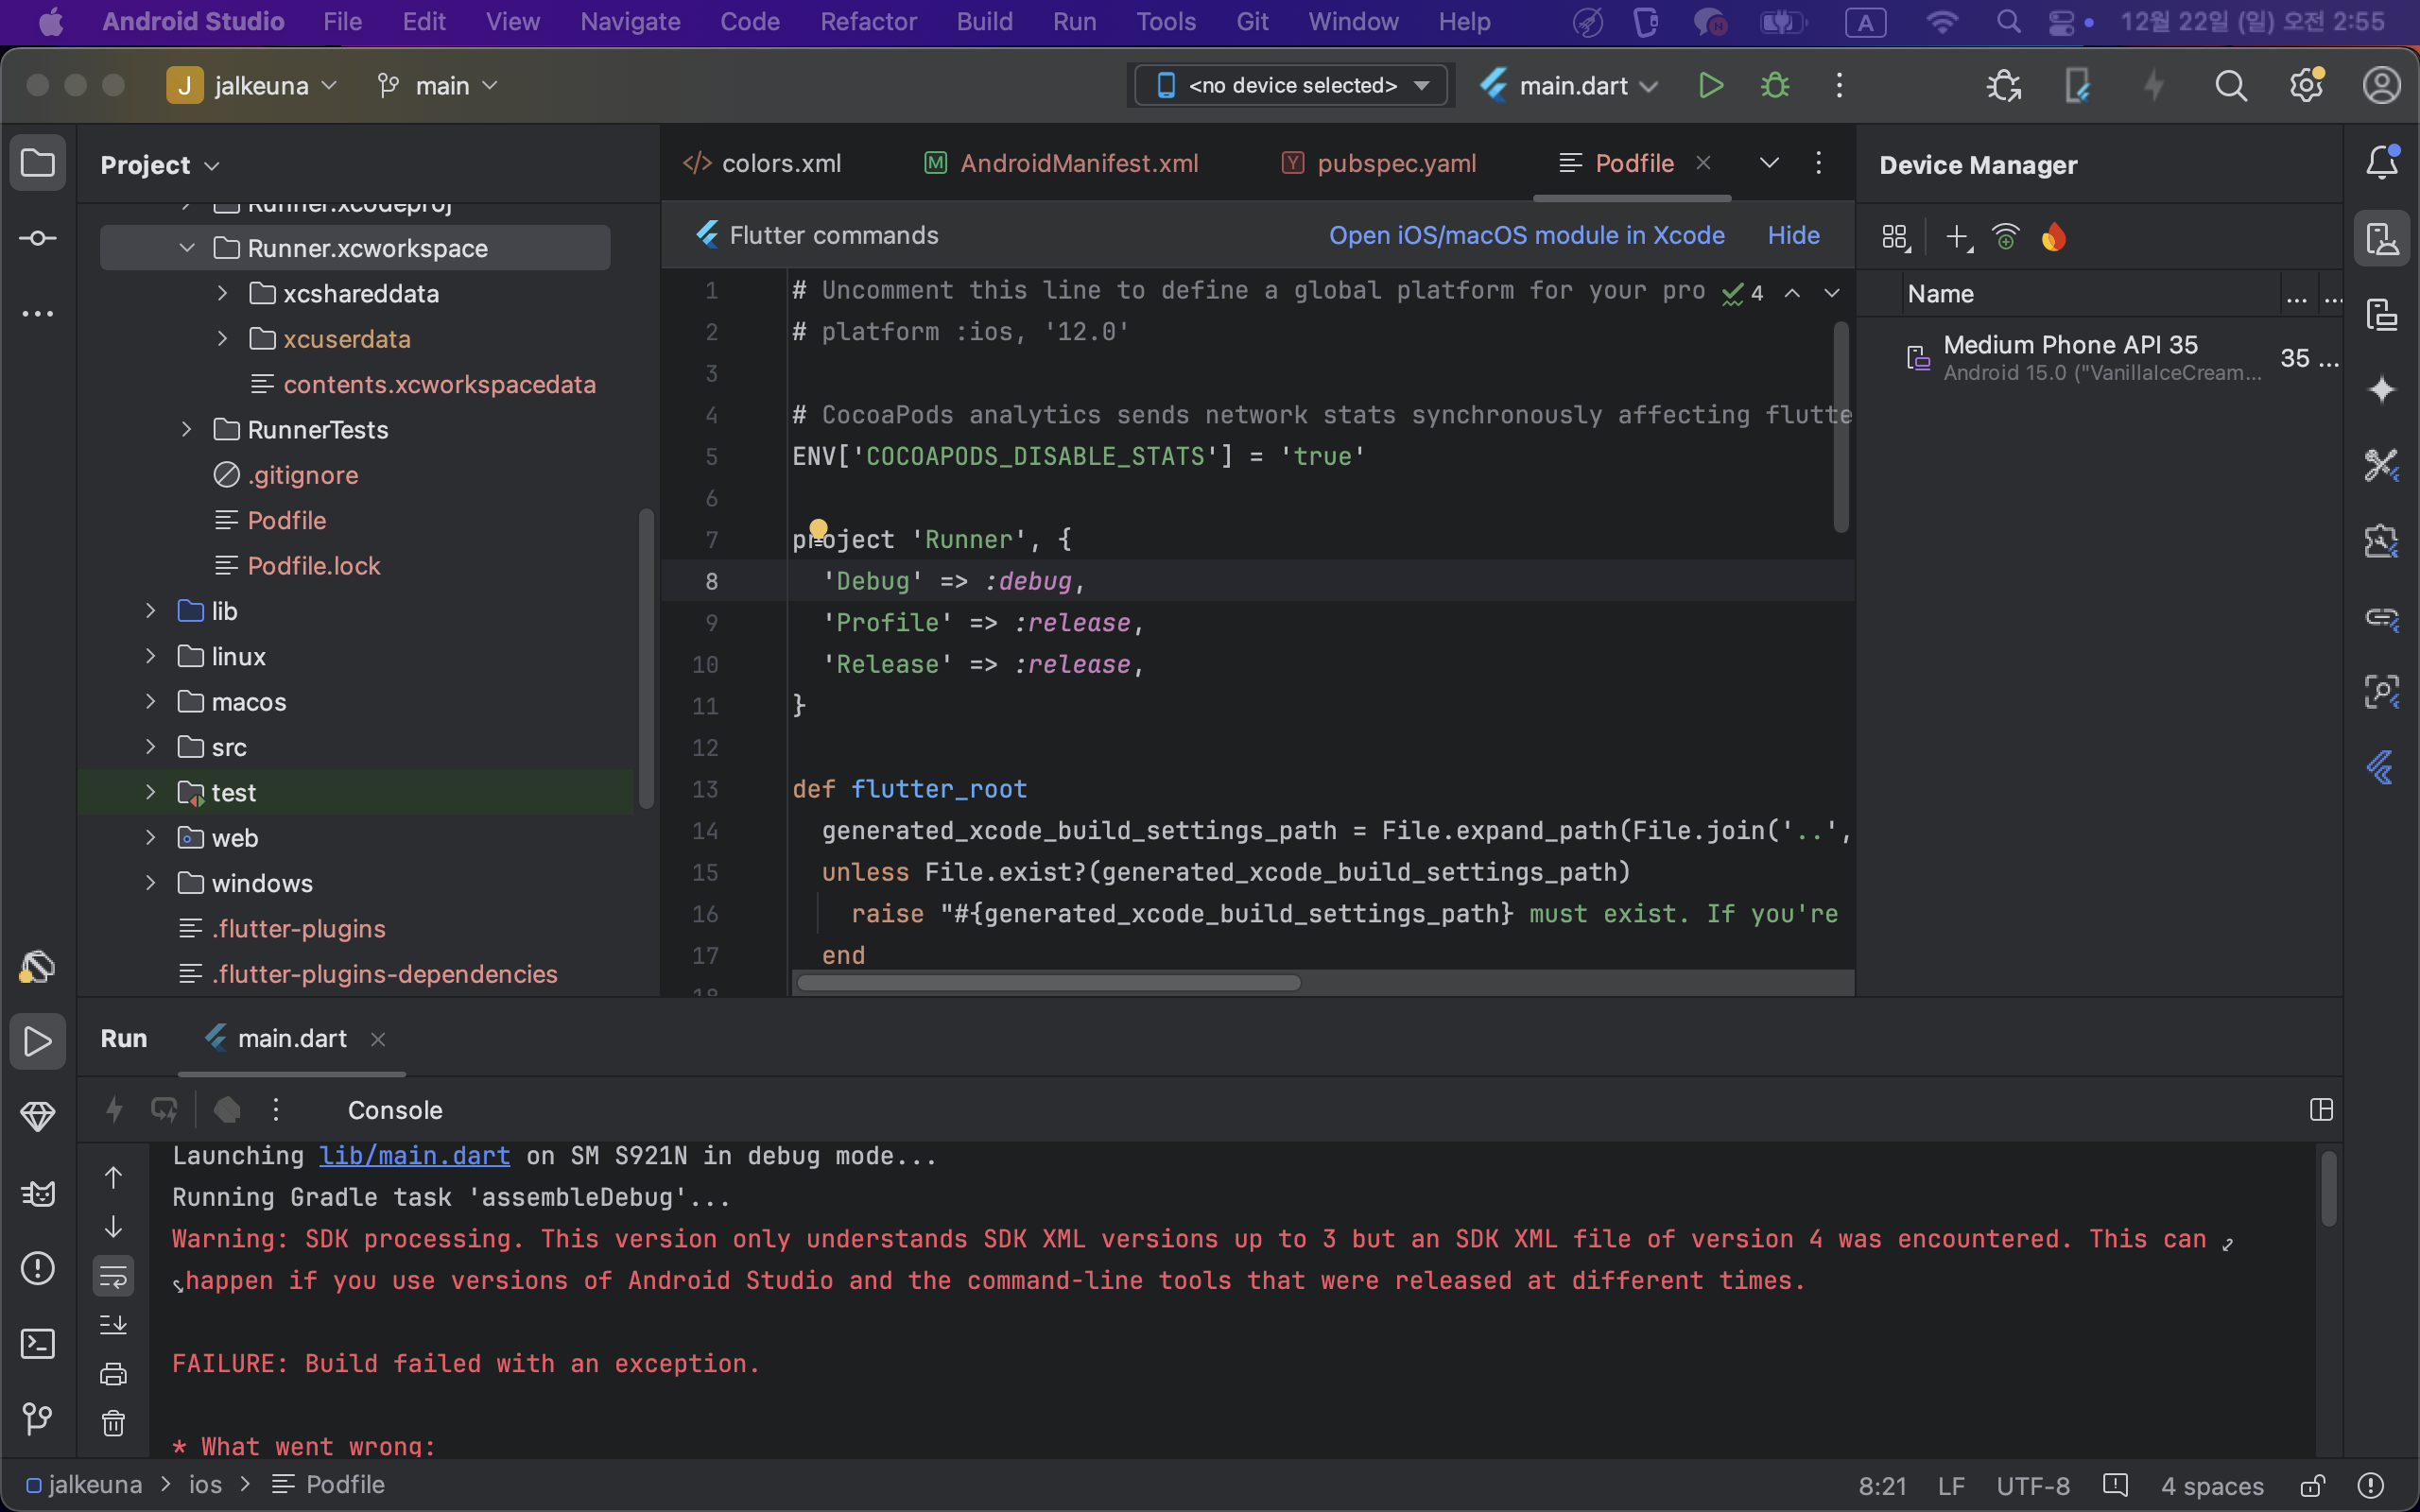 Android Studio File Edit View Navigate Code Refactor Build Run Tools Git Window Help A 12월 22일 (일) 오전 2:55
J jalkeuna main <no device selected> main.dart
Project
Runner.xcodeproj
Runner.xcworkspace
xcshareddata
xcuserdata
contents.xcworkspacedata
RunnerTests
.gitignore
Podfile
Podfile.lock
lib
linux
macos
src
test
web
windows
.flutter-plugins
.flutter-plugins-dependencies
colors.xml M AndroidManifest.xml Y pubspec.yaml Podfile
Flutter commands Open iOS/macOS module in Xcode Hide
1 # Uncomment this line to define a global platform for your pro 4
2 # platform :ios, '12.0'
3
4 # CocoaPods analytics sends network stats synchronously affecting flutte
5 ENV['COCOAPODS_DISABLE_STATS'] = 'true'
6
7 project 'Runner', {
8 'Debug' => :debug,
9 'Profile' => :release,
10 'Release' => :release,
11 }
12
13 def flutter_root
14 generated_xcode_build_settings_path = File.expand_path(File.join('..',
15 unless File.exist?(generated_xcode_build_settings_path)
16 raise "#{generated_xcode_build_settings_path} must exist. If you're
17 end
18
Device Manager
Name ... ...
Medium Phone API 35 35 ...
Android 15.0 ("VanillaIceCream...
Run main.dart
Console
Launching lib/main.dart on SM S921N in debug mode...
Running Gradle task 'assembleDebug'...
Warning: SDK processing. This version only understands SDK XML versions up to 3 but an SDK XML file of version 4 was encountered. This can
happen if you use versions of Android Studio and the command-line tools that were released at different times.
FAILURE: Build failed with an exception.
* What went wrong:
jalkeuna > ios > Podfile 8:21 LF UTF-8 4 spaces